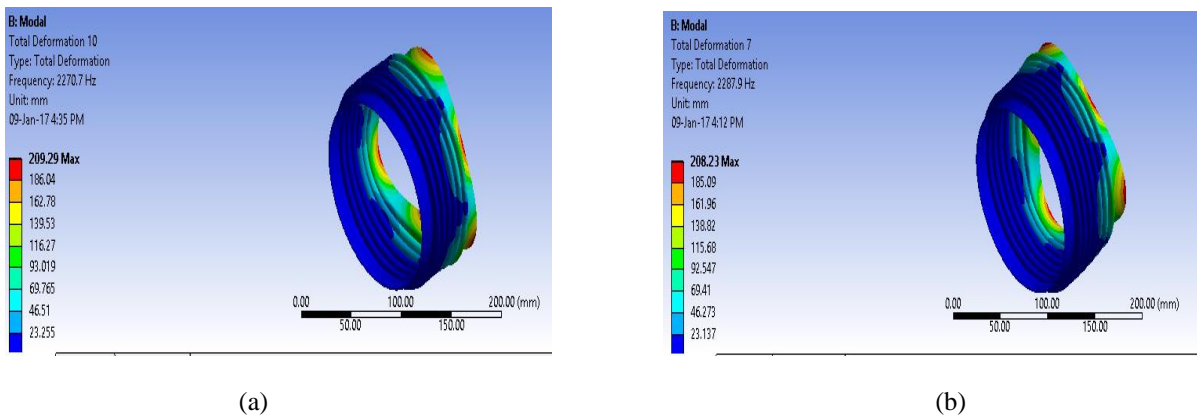 B: Modal
Total Deformation 10
Type: Total Deformation
Frequency: 2270.7 Hz
Unit: mm
09-Jan-17 4:35 PM
209.29 Max
186.04
162.78
139.53
116.27
93.019
69.765
46.51
23.255
0.00 100.00 200.00 (mm)
50.00 150.00
(a)
B: Modal
Total Deformation 7
Type: Total Deformation
Frequency: 2287.9 Hz
Unit: mm
09-Jan-17 4:12 PM
208.23 Max
185.09
161.96
138.82
115.68
92.547
69.41
46.273
23.137
0.00 100.00 200.00 (mm)
50.00 150.00
(b)